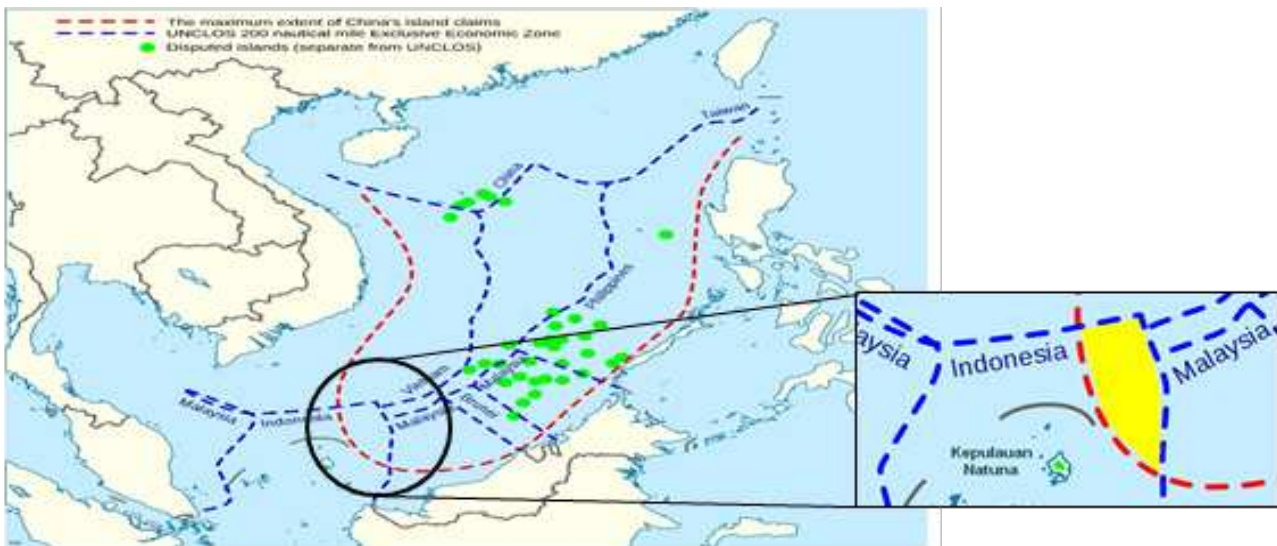 The maximum extent of China's island claims
UNCLOS 200 nautical mile Exclusive Economic Zone
Disputed islands (separate from UNCLOS)
Taiwan
China
Philippines
Vietnam
Malaysia
Malaysia
Indonesia
Malaysia
Brunei
aysia
Indonesia
Malaysia
Kepulauan
Natuna